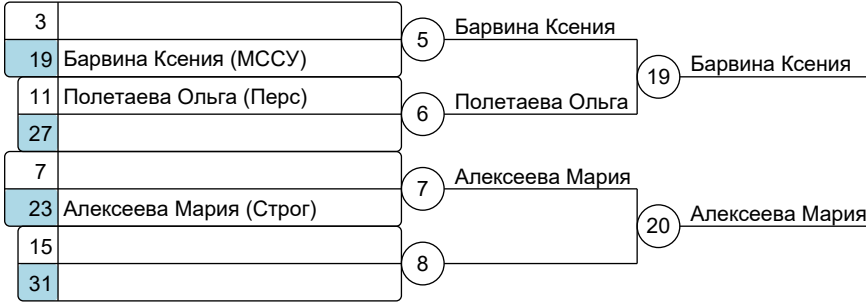 3
19 Барвина Ксения (МССУ)
11 Полетаева Ольга (Перс)
27
7
23 Алексеева Мария (Строг)
15
31
5 Барвина Ксения
6 Полетаева Ольга
7 Алексеева Мария
8
19 Барвина Ксения
20 Алексеева Мария